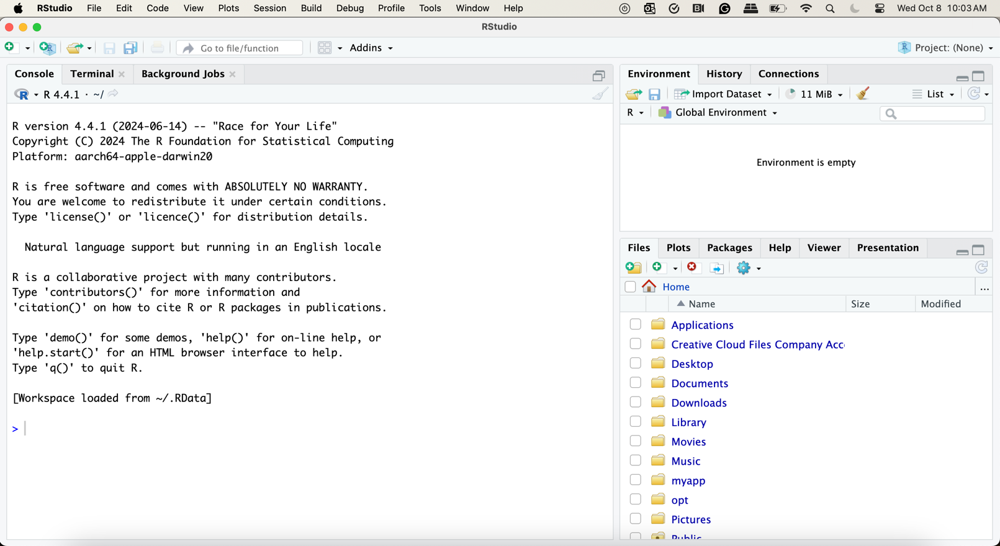 RStudio File Edit Code View Plots Session Build Debug Profile Tools Window Help Wed Oct 8 10:03 AM
RStudio
Go to file/function Addins Project: (None)
Console Terminal Background Jobs
R 4.4.1 · ~/
R version 4.4.1 (2024-06-14) -- "Race for Your Life"
Copyright (C) 2024 The R Foundation for Statistical Computing
Platform: aarch64-apple-darwin20
R is free software and comes with ABSOLUTELY NO WARRANTY.
You are welcome to redistribute it under certain conditions.
Type 'license()' or 'licence()' for distribution details.
Natural language support but running in an English locale
R is a collaborative project with many contributors.
Type 'contributors()' for more information and
'citation()' on how to cite R or R packages in publications.
Type 'demo()' for some demos, 'help()' for on-line help, or
'help.start()' for an HTML browser interface to help.
Type 'q()' to quit R.
[Workspace loaded from ~/.RData]
>
Environment History Connections
Import Dataset 11 MiB List
R Global Environment
Environment is empty
Files Plots Packages Help Viewer Presentation
Home ...
Name Size Modified
Applications
Creative Cloud Files Company Acc
Desktop
Documents
Downloads
Library
Movies
Music
myapp
opt
Pictures
Public